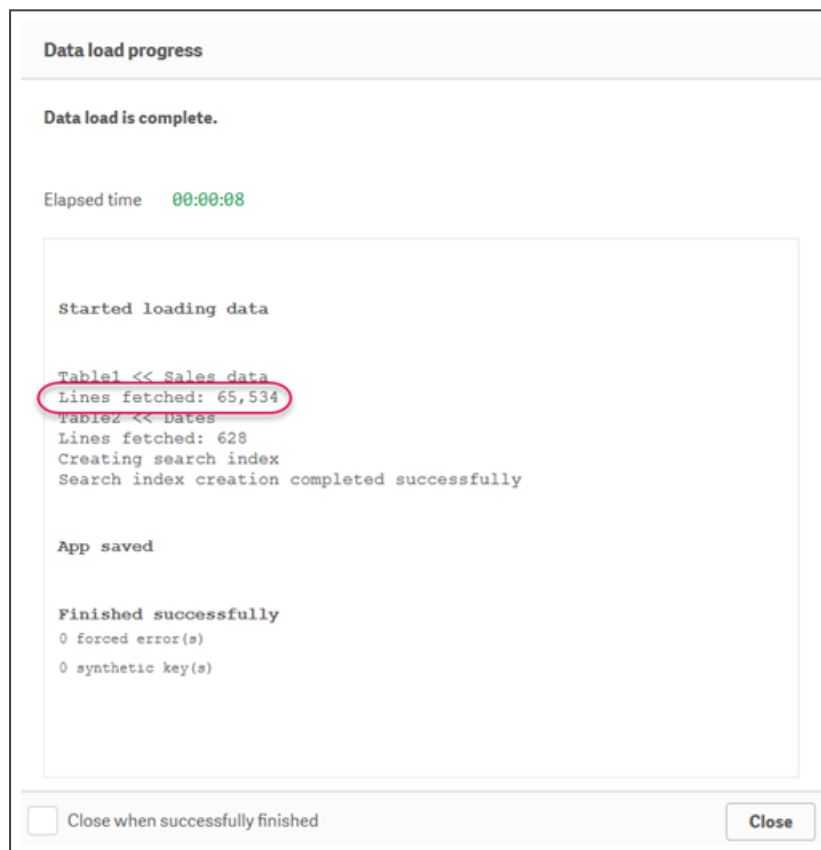 Data load progress
Data load is complete.
Elapsed time 00:00:08
Started loading data
Table1 << Sales data
Lines fetched: 65,534
Table2 << Dates
Lines fetched: 628
Creating search index
Search index creation completed successfully
App saved
Finished successfully
0 forced error(s)
0 synthetic key(s)
Close when successfully finished
Close